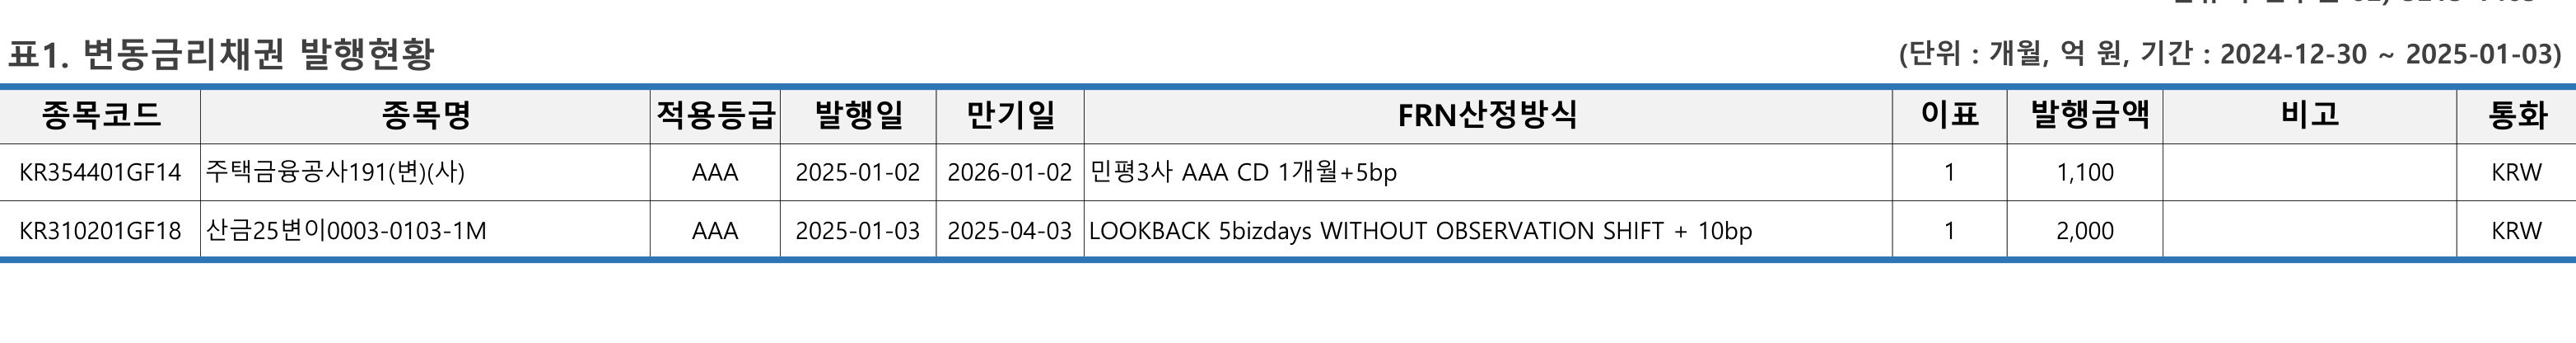 표1. 변동금리채권 발행현황 (단위 : 개월, 억 원, 기간 : 2024-12-30 ~ 2025-01-03)
종목코드 종목명 적용등급 발행일 만기일 FRN산정방식 이표 발행금액 비고 통화
KR354401GF14 주택금융공사191(변)(사) AAA 2025-01-02 2026-01-02 민평3사 AAA CD 1개월+5bp 1 1,100 KRW
KR310201GF18 산금25변이0003-0103-1M AAA 2025-01-03 2025-04-03 LOOKBACK 5bizdays WITHOUT OBSERVATION SHIFT + 10bp 1 2,000 KRW